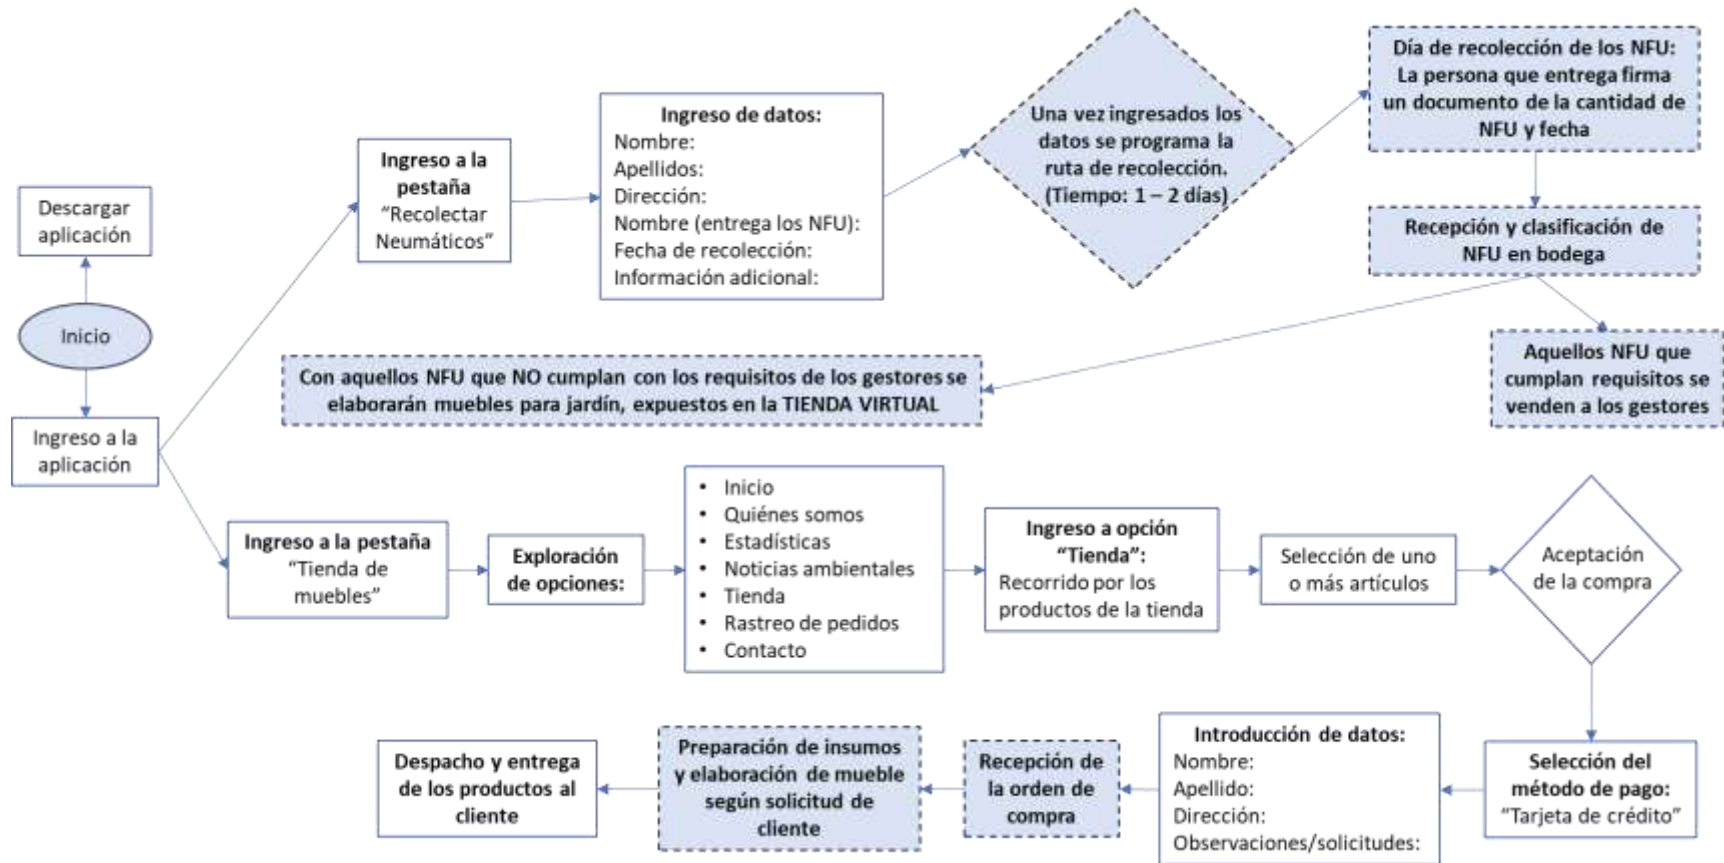 Descargar
aplicación
Inicio
Ingreso a la
aplicación
Ingreso a la
pestaña
“Recolectar
Neumáticos”
Ingreso de datos:
Nombre:
Apellidos:
Dirección:
Nombre (entrega los NFU):
Fecha de recolección:
Información adicional:
Una vez ingresados los
datos se programa la
ruta de recolección.
(Tiempo: 1 – 2 días)
Día de recolección de los NFU:
La persona que entrega firma
un documento de la cantidad de
NFU y fecha
Recepción y clasificación de
NFU en bodega
Aquellos NFU que
cumplan requisitos se
venden a los gestores
Con aquellos NFU que NO cumplan con los requisitos de los gestores se
elaborarán muebles para jardín, expuestos en la TIENDA VIRTUAL
Ingreso a la pestaña
“Tienda de
muebles”
Exploración
de opciones:
• Inicio
• Quiénes somos
• Estadísticas
• Noticias ambientales
• Tienda
• Rastreo de pedidos
• Contacto
Ingreso a opción
“Tienda”:
Recorrido por los
productos de la tienda
Selección de uno
o más artículos
Aceptación
de la compra
Selección del
método de pago:
“Tarjeta de crédito”
Introducción de datos:
Nombre:
Apellido:
Dirección:
Observaciones/solicitudes:
Recepción de
la orden de
compra
Preparación de insumos
y elaboración de mueble
según solicitud de
cliente
Despacho y entrega
de los productos al
cliente